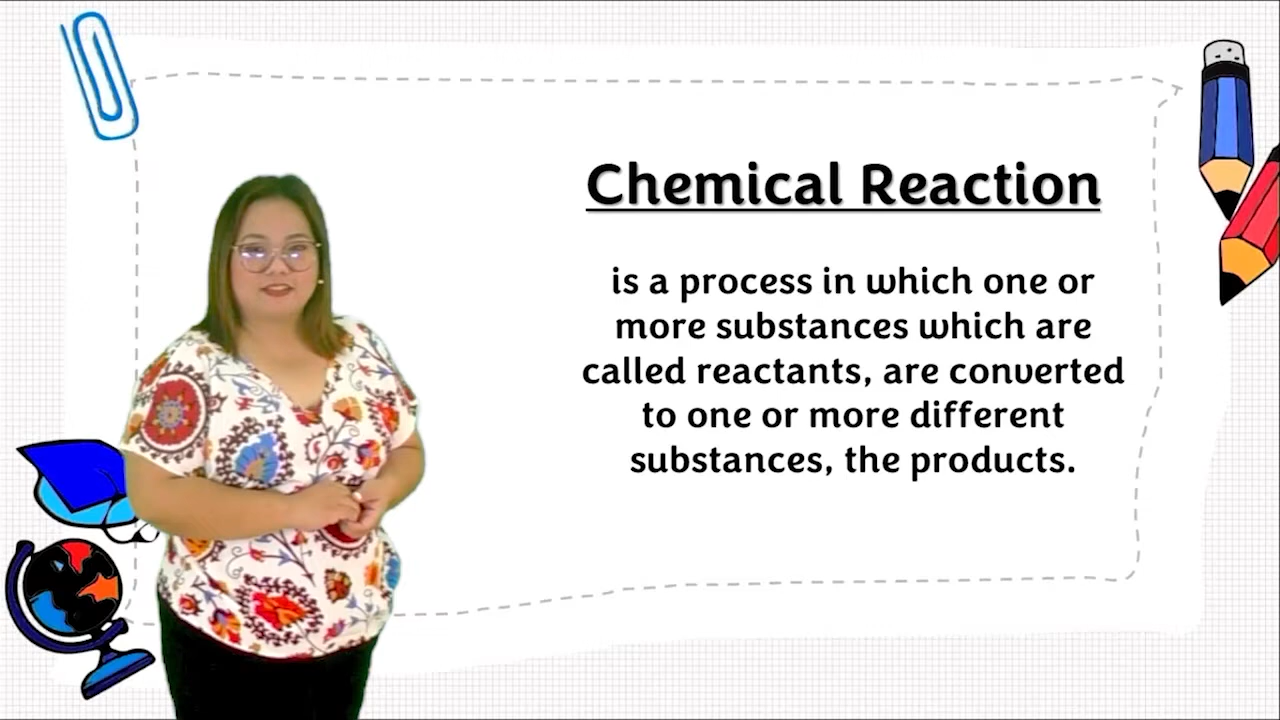 Chemical Reaction
is a process in which one or
more substances which are
called reactants, are converted
to one or more different
substances, the products.